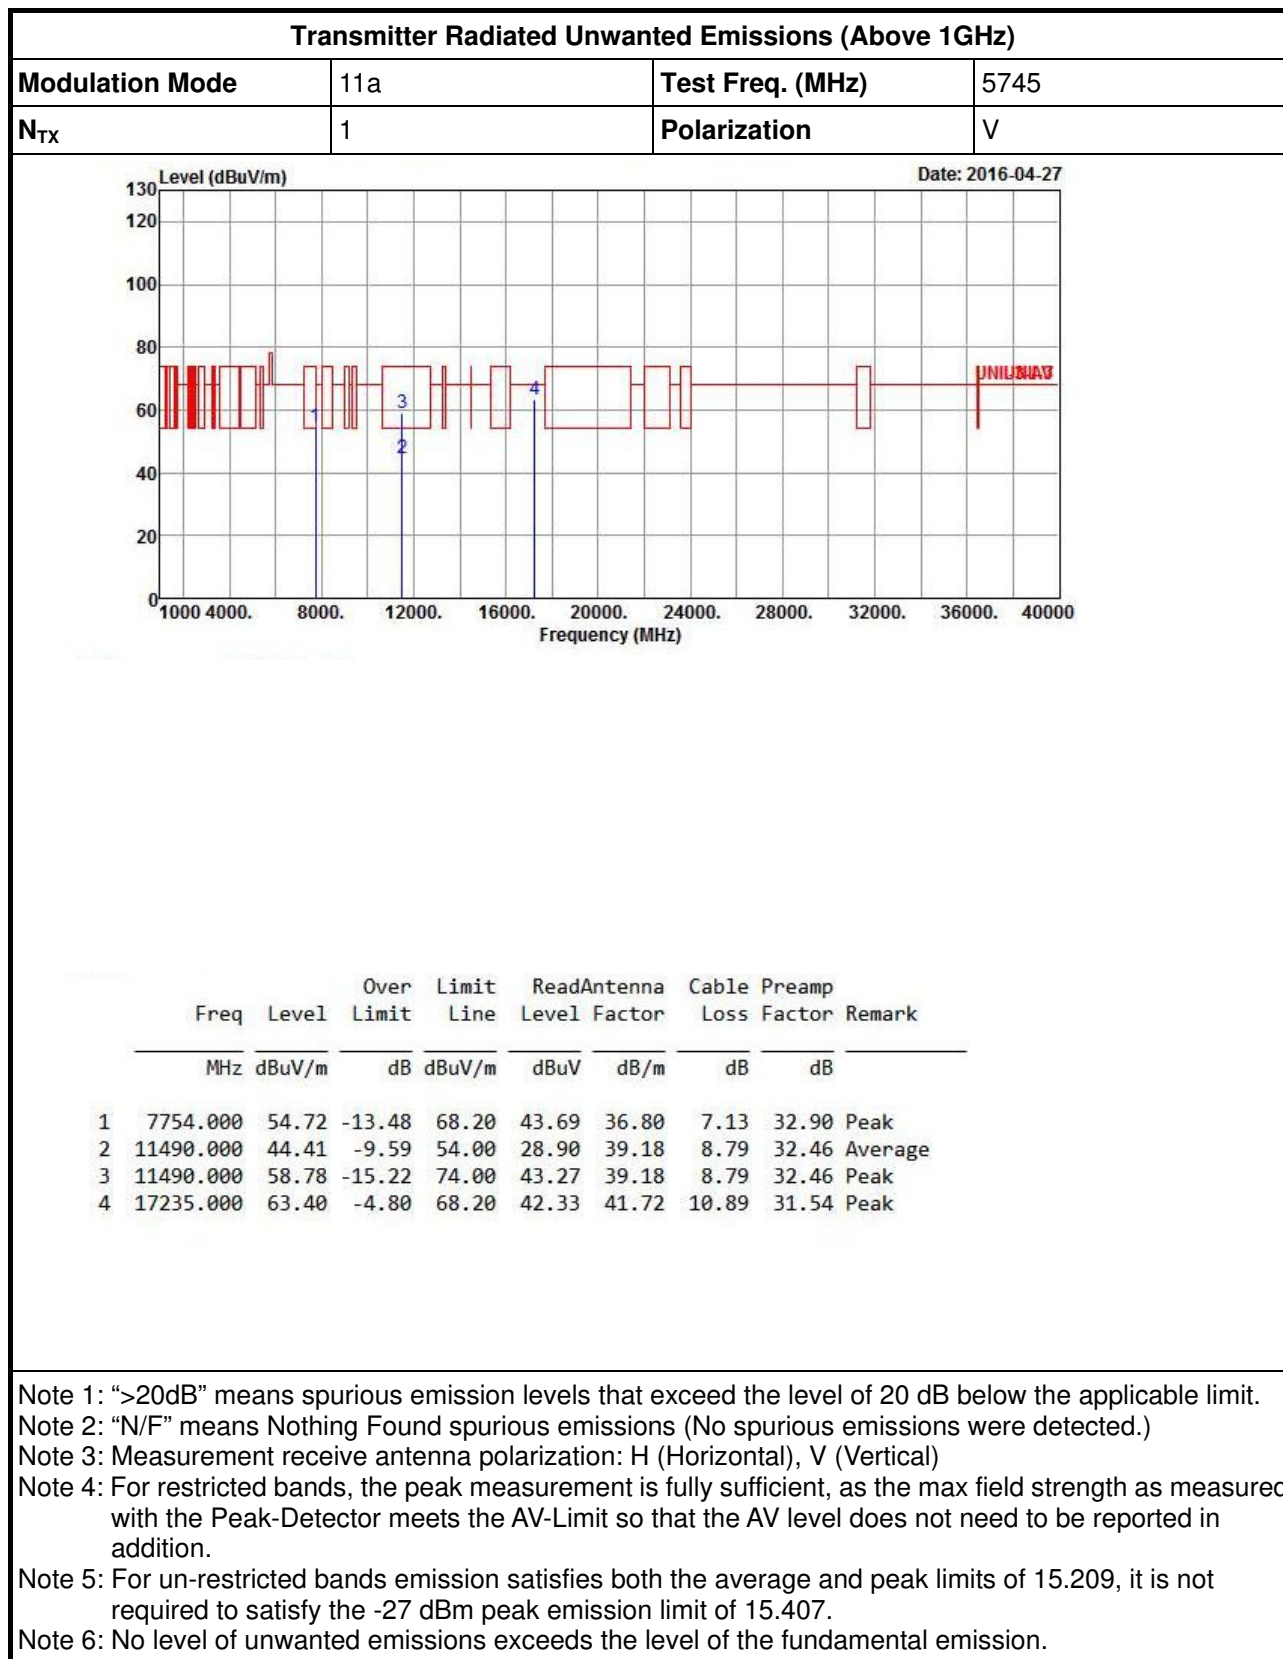 Transmitter Radiated Unwanted Emissions (Above 1GHz)
Modulation Mode 11a Test Freq. (MHz) 5745
NTX 1 Polarization V
Level (dBuV/m) Date: 2016-04-27
130
120
100
80
60
40
20
0
1 2 3 4
1000 4000. 8000. 12000. 16000. 20000. 24000. 28000. 32000. 36000. 40000
Frequency (MHz)
Over Limit ReadAntenna Cable Preamp
Freq Level Limit Line Level Factor Loss Factor Remark
MHz dBuV/m dB dBuV/m dBuV dB/m dB dB
1 7754.000 54.72 -13.48 68.20 43.69 36.80 7.13 32.90 Peak
2 11490.000 44.41 -9.59 54.00 28.90 39.18 8.79 32.46 Average
3 11490.000 58.78 -15.22 74.00 43.27 39.18 8.79 32.46 Peak
4 17235.000 63.40 -4.80 68.20 42.33 41.72 10.89 31.54 Peak
Note 1: “>20dB” means spurious emission levels that exceed the level of 20 dB below the applicable limit.
Note 2: “N/F” means Nothing Found spurious emissions (No spurious emissions were detected.)
Note 3: Measurement receive antenna polarization: H (Horizontal), V (Vertical)
Note 4: For restricted bands, the peak measurement is fully sufficient, as the max field strength as measured
with the Peak-Detector meets the AV-Limit so that the AV level does not need to be reported in
addition.
Note 5: For un-restricted bands emission satisfies both the average and peak limits of 15.209, it is not
required to satisfy the -27 dBm peak emission limit of 15.407.
Note 6: No level of unwanted emissions exceeds the level of the fundamental emission.